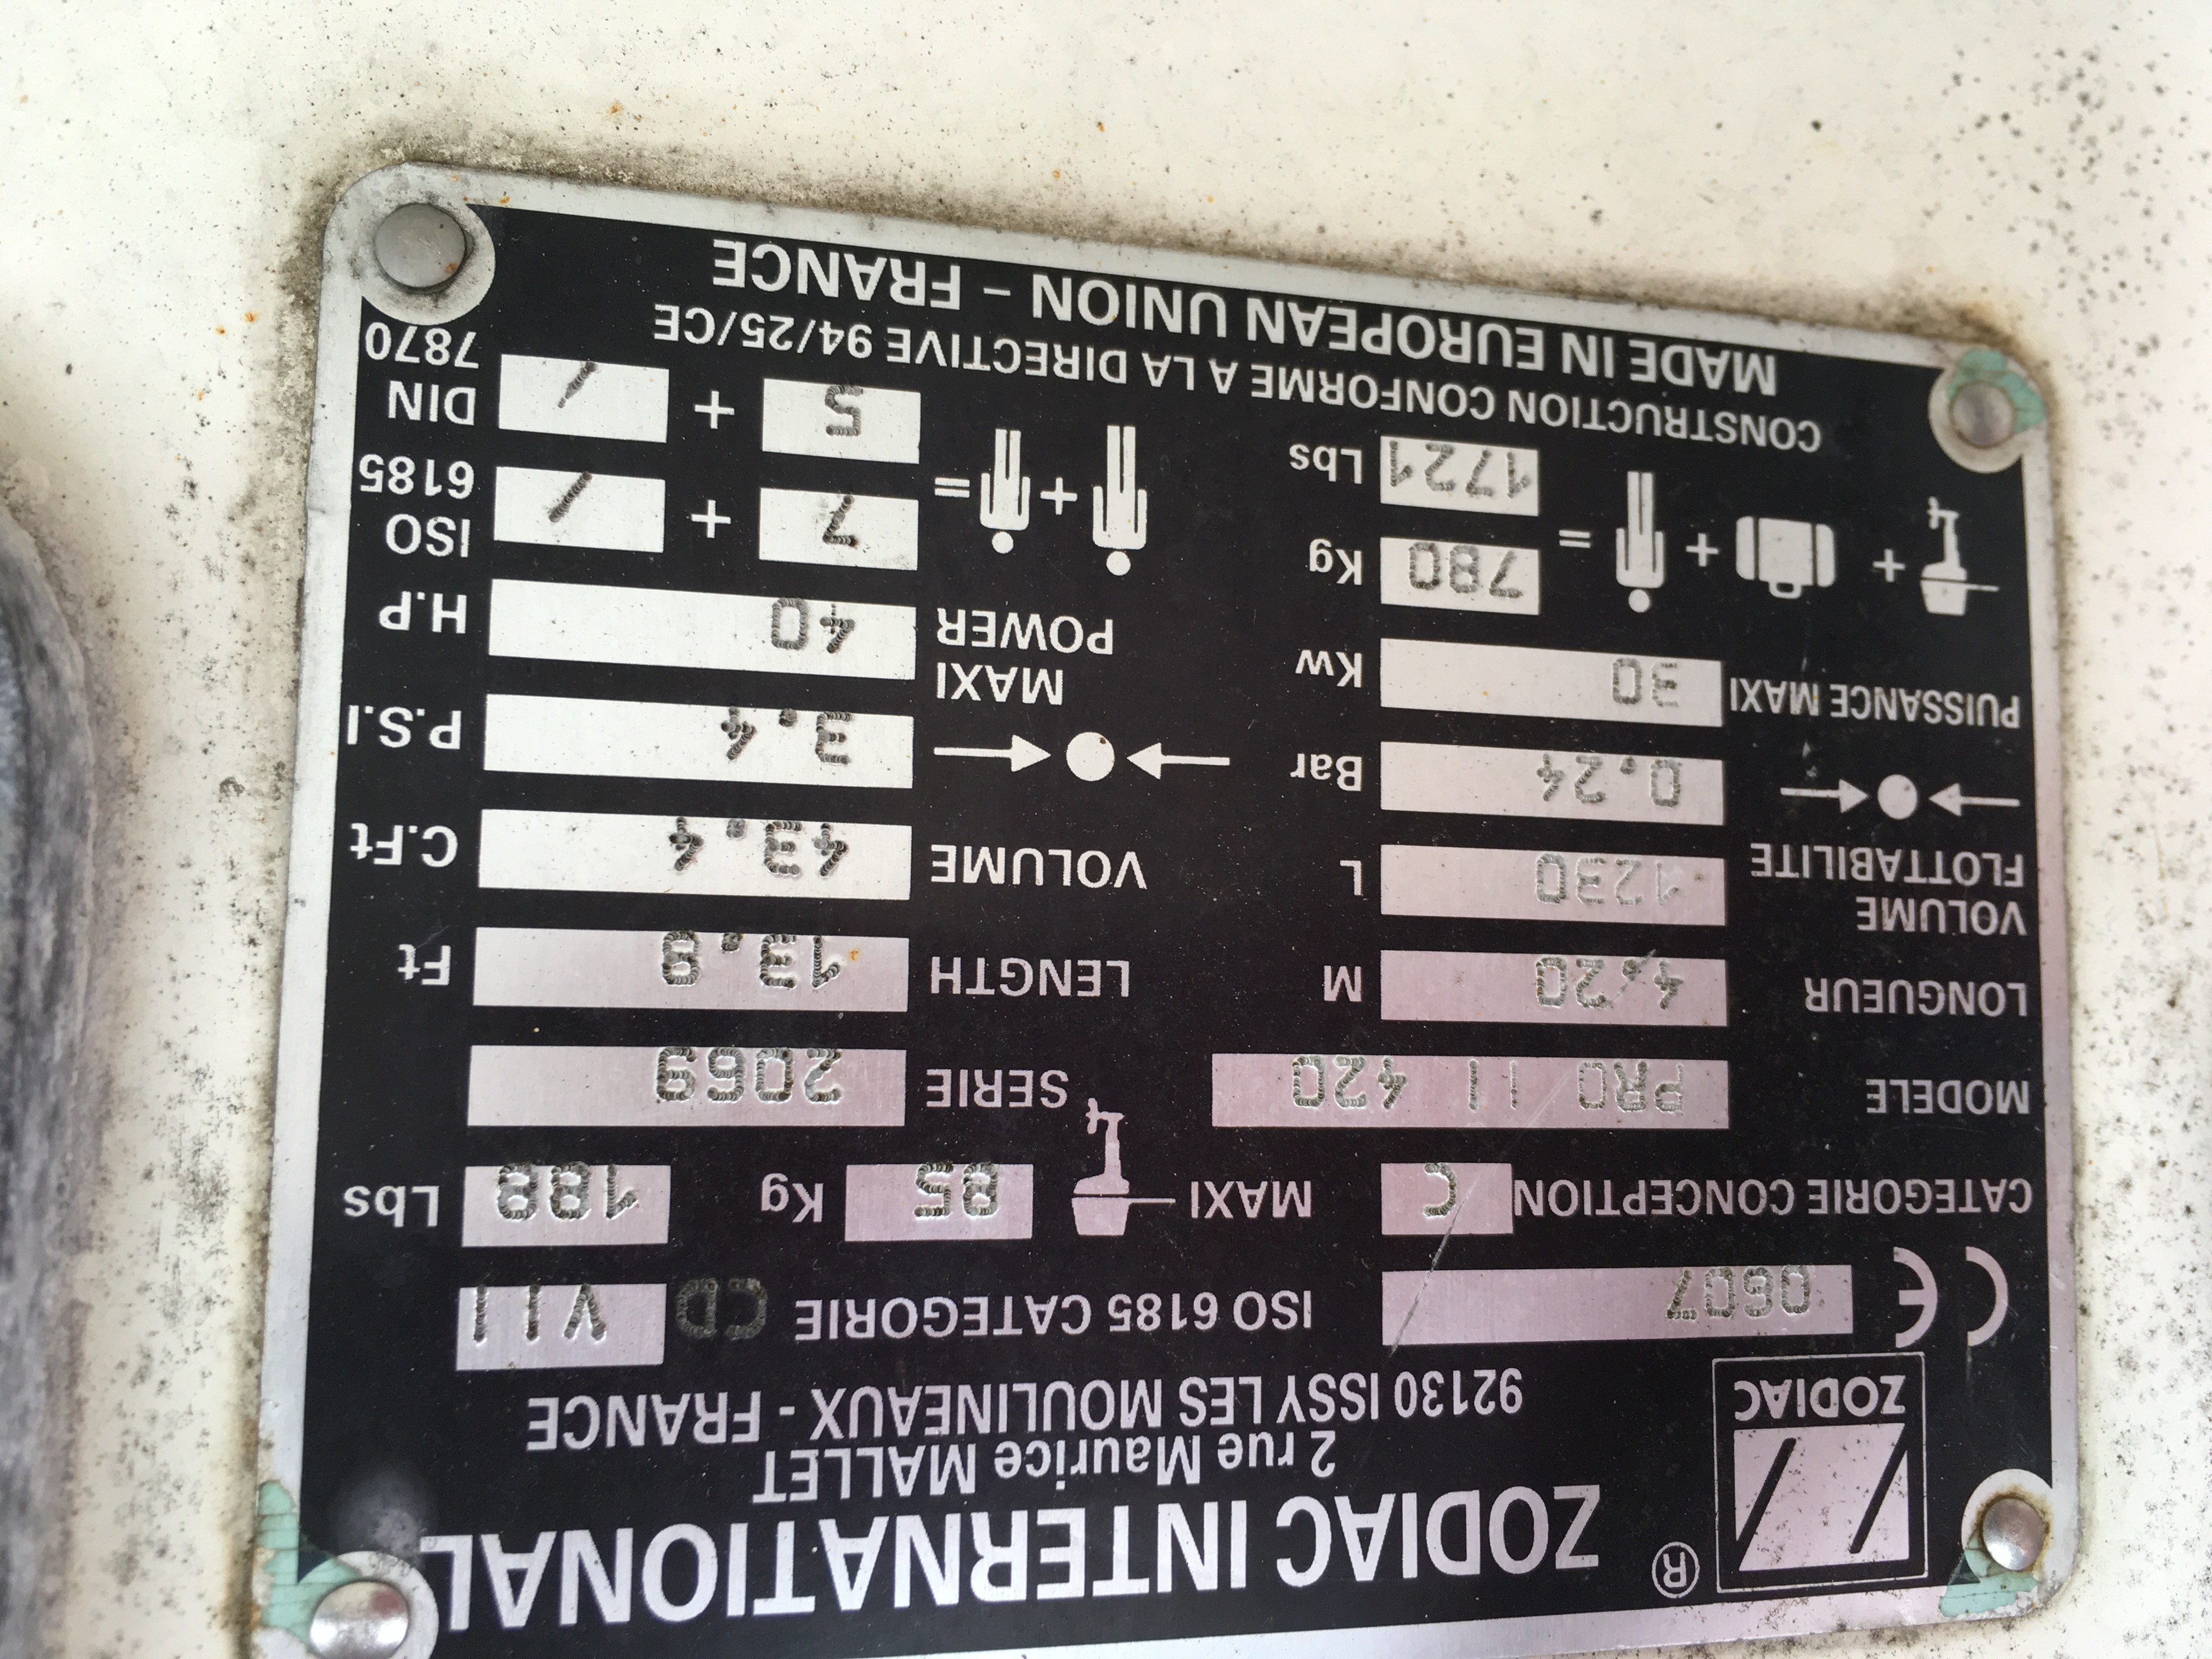 ZODIAC
®
ZODIAC INTERNATIONAL
2 rue Maurice MALLET
92130 ISSY LES MOULINEAUX - FRANCE
CE 0607 ISO 6185 CATEGORIE CD VII
CATEGORIE CONCEPTION C MAXI 85 Kg 188 Lbs
MODELE PRO II 420 SERIE 2069
LONGUEUR 4.20 M LENGTH 13,8 Ft
VOLUME
FLOTTABILITE 1230 L VOLUME 43,4 C.Ft
0,24 Bar 3,4 P.S.I
PUISSANCE MAXI 30 Kw MAXI
POWER 40 H.P
+ + = 780 Kg + = 7 + / ISO
6185
1721 Lbs 5 + / DIN
7870
CONSTRUCTION CONFORME A LA DIRECTIVE 94/25/CE
MADE IN EUROPEAN UNION - FRANCE